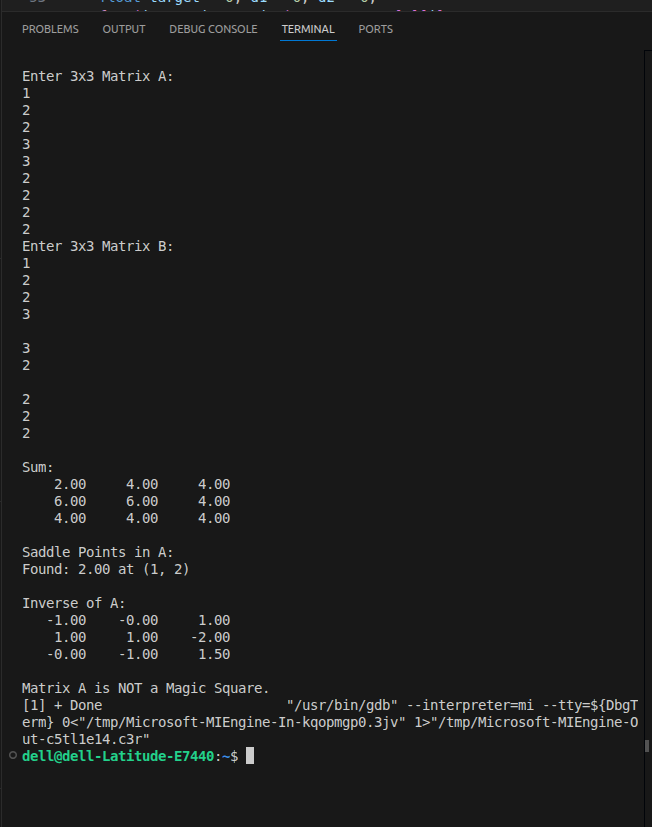 PROBLEMS OUTPUT DEBUG CONSOLE TERMINAL PORTS
Enter 3x3 Matrix A:
1
2
2
3
3
2
2
2
2
Enter 3x3 Matrix B:
1
2
2
3
3
2
2
2
2
Sum:
2.00 4.00 4.00
6.00 6.00 4.00
4.00 4.00 4.00
Saddle Points in A:
Found: 2.00 at (1, 2)
Inverse of A:
-1.00 -0.00 1.00
1.00 1.00 -2.00
-0.00 -1.00 1.50
Matrix A is NOT a Magic Square.
[1] + Done "/usr/bin/gdb" --interpreter=mi --tty=${DbgT
erm} 0<"/tmp/Microsoft-MIEngine-In-kqopmgp0.3jv" 1>"/tmp/Microsoft-MIEngine-O
ut-c5tl1e14.c3r"
dell@dell-Latitude-E7440:~$